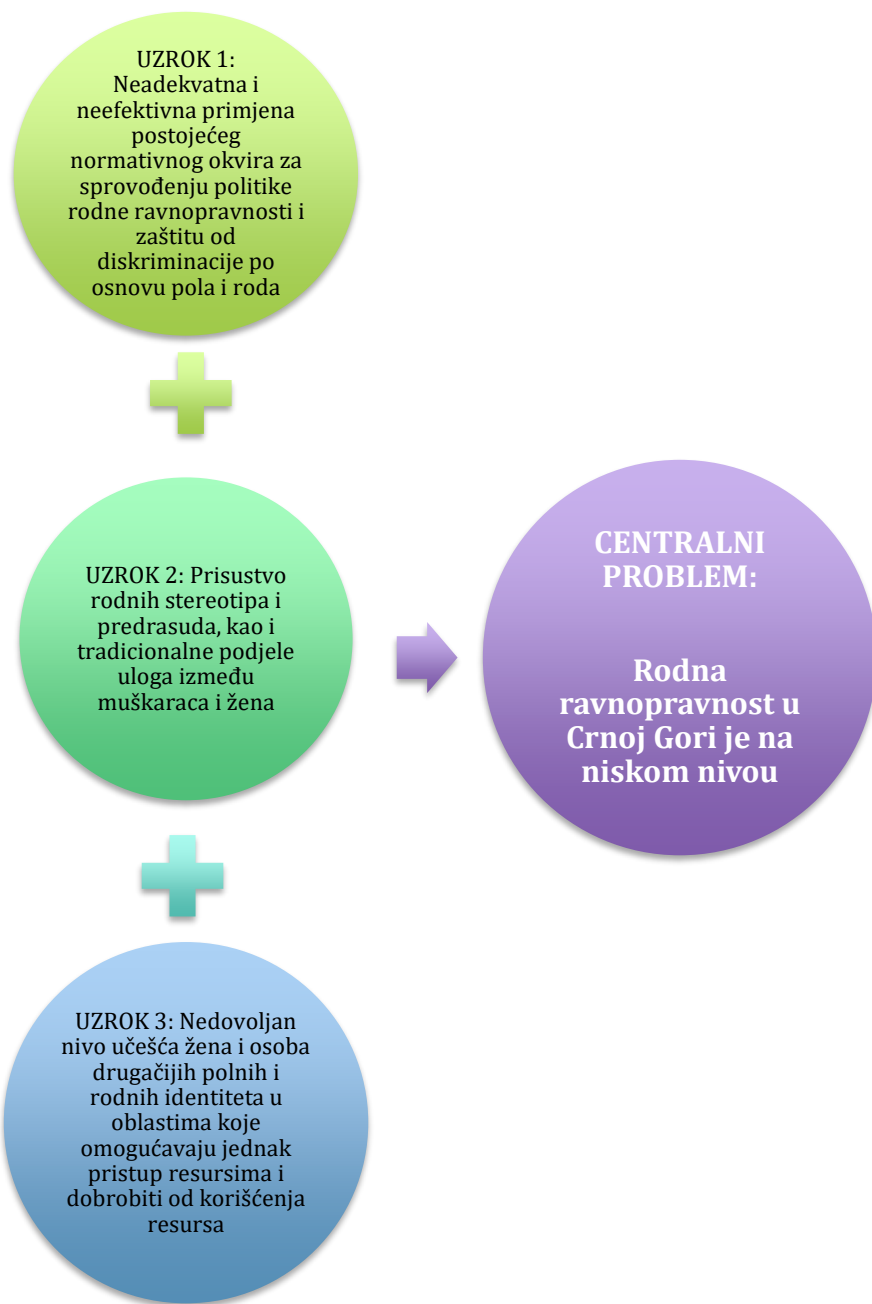 UZROK 1:
Neadekvatna i
neefektivna primjena
postojećeg
normativnog okvira za
sprovođenju politike
rodne ravnopravnosti i
zaštitu od
diskriminacije po
osnovu pola i roda
UZROK 2: Prisustvo
rodnih stereotipa i
predrasuda, kao i
tradicionalne podjele
uloga između
muškaraca i žena
UZROK 3: Nedovoljan
nivo učešća žena i osoba
drugačijih polnih i
rodnih identiteta u
oblastima koje
omogućavaju jednak
pristup resursima i
dobrobiti od korišćenja
resursa
CENTRALNI
PROBLEM:
Rodna
ravnopravnost u
Crnoj Gori je na
niskom nivou